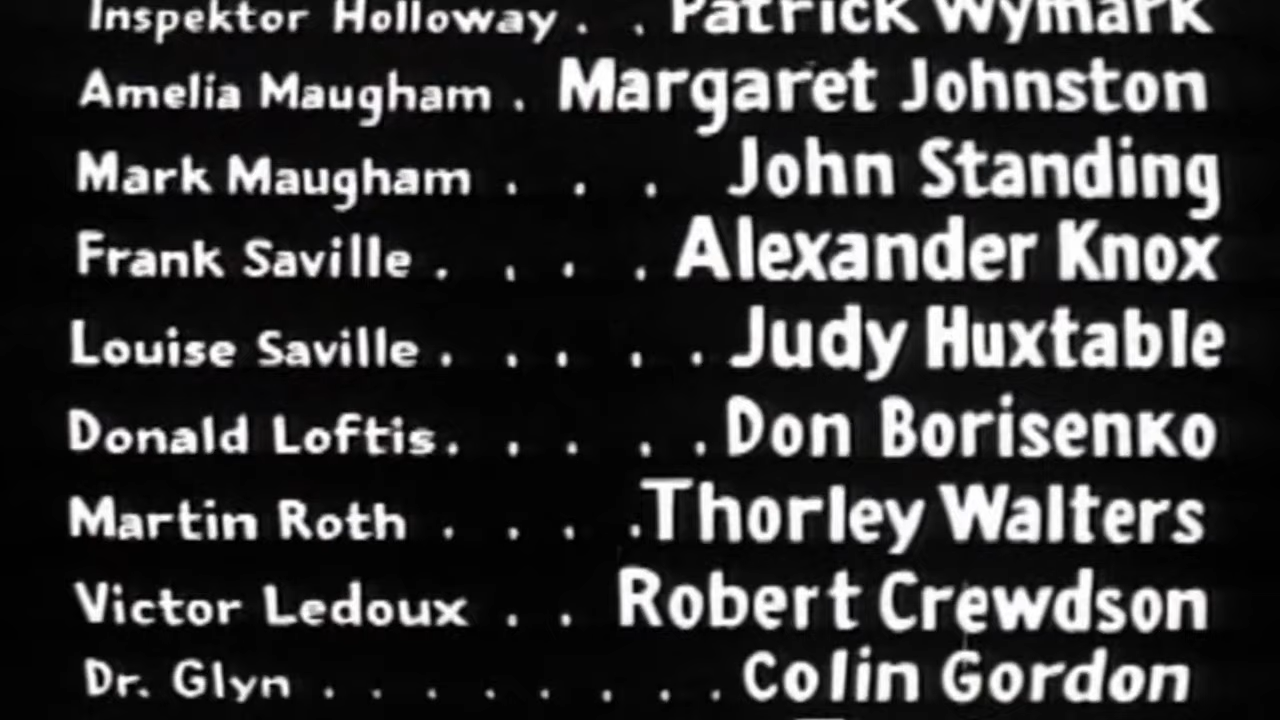 Inspektor Holloway . . Patrick Wymark
Amelia Maugham . Margaret Johnston
Mark Maugham . . . John Standing
Frank Saville . . . . Alexander Knox
Louise Saville . . . . . Judy Huxtable
Donald Loftis . . . . . Don Borisenko
Martin Roth . . . . Thorley Walters
Victor Ledoux . . Robert Crewdson
Dr. Glyn . . . . . . . . Colin Gordon